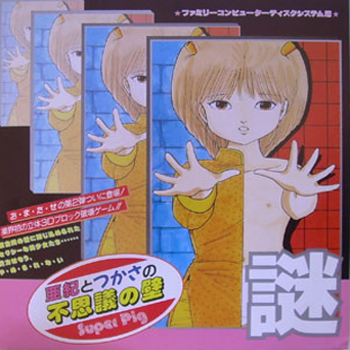 ★ファミリーコンピューターディスクシステム用★
お・ま・た・せの第2弾ついに登場!
業界初の立体3Dブロック破壊ゲーム!!
亜紀とつかさの
不思議の壁
Super Pig
謎